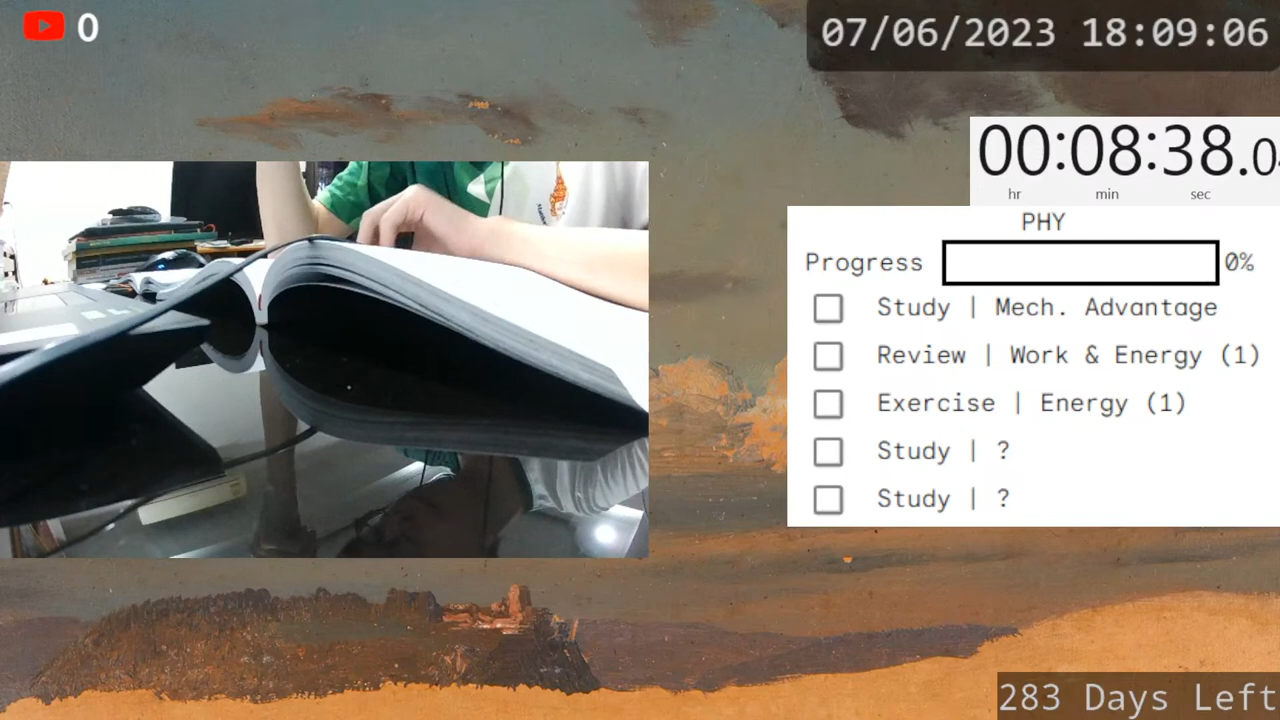 0
07/06/2023 18:09:06
00:08:38.0
hr min sec
PHY
Progress 0%
Study | Mech. Advantage
Review | Work & Energy (1)
Exercise | Energy (1)
Study | ?
Study | ?
283 Days Left